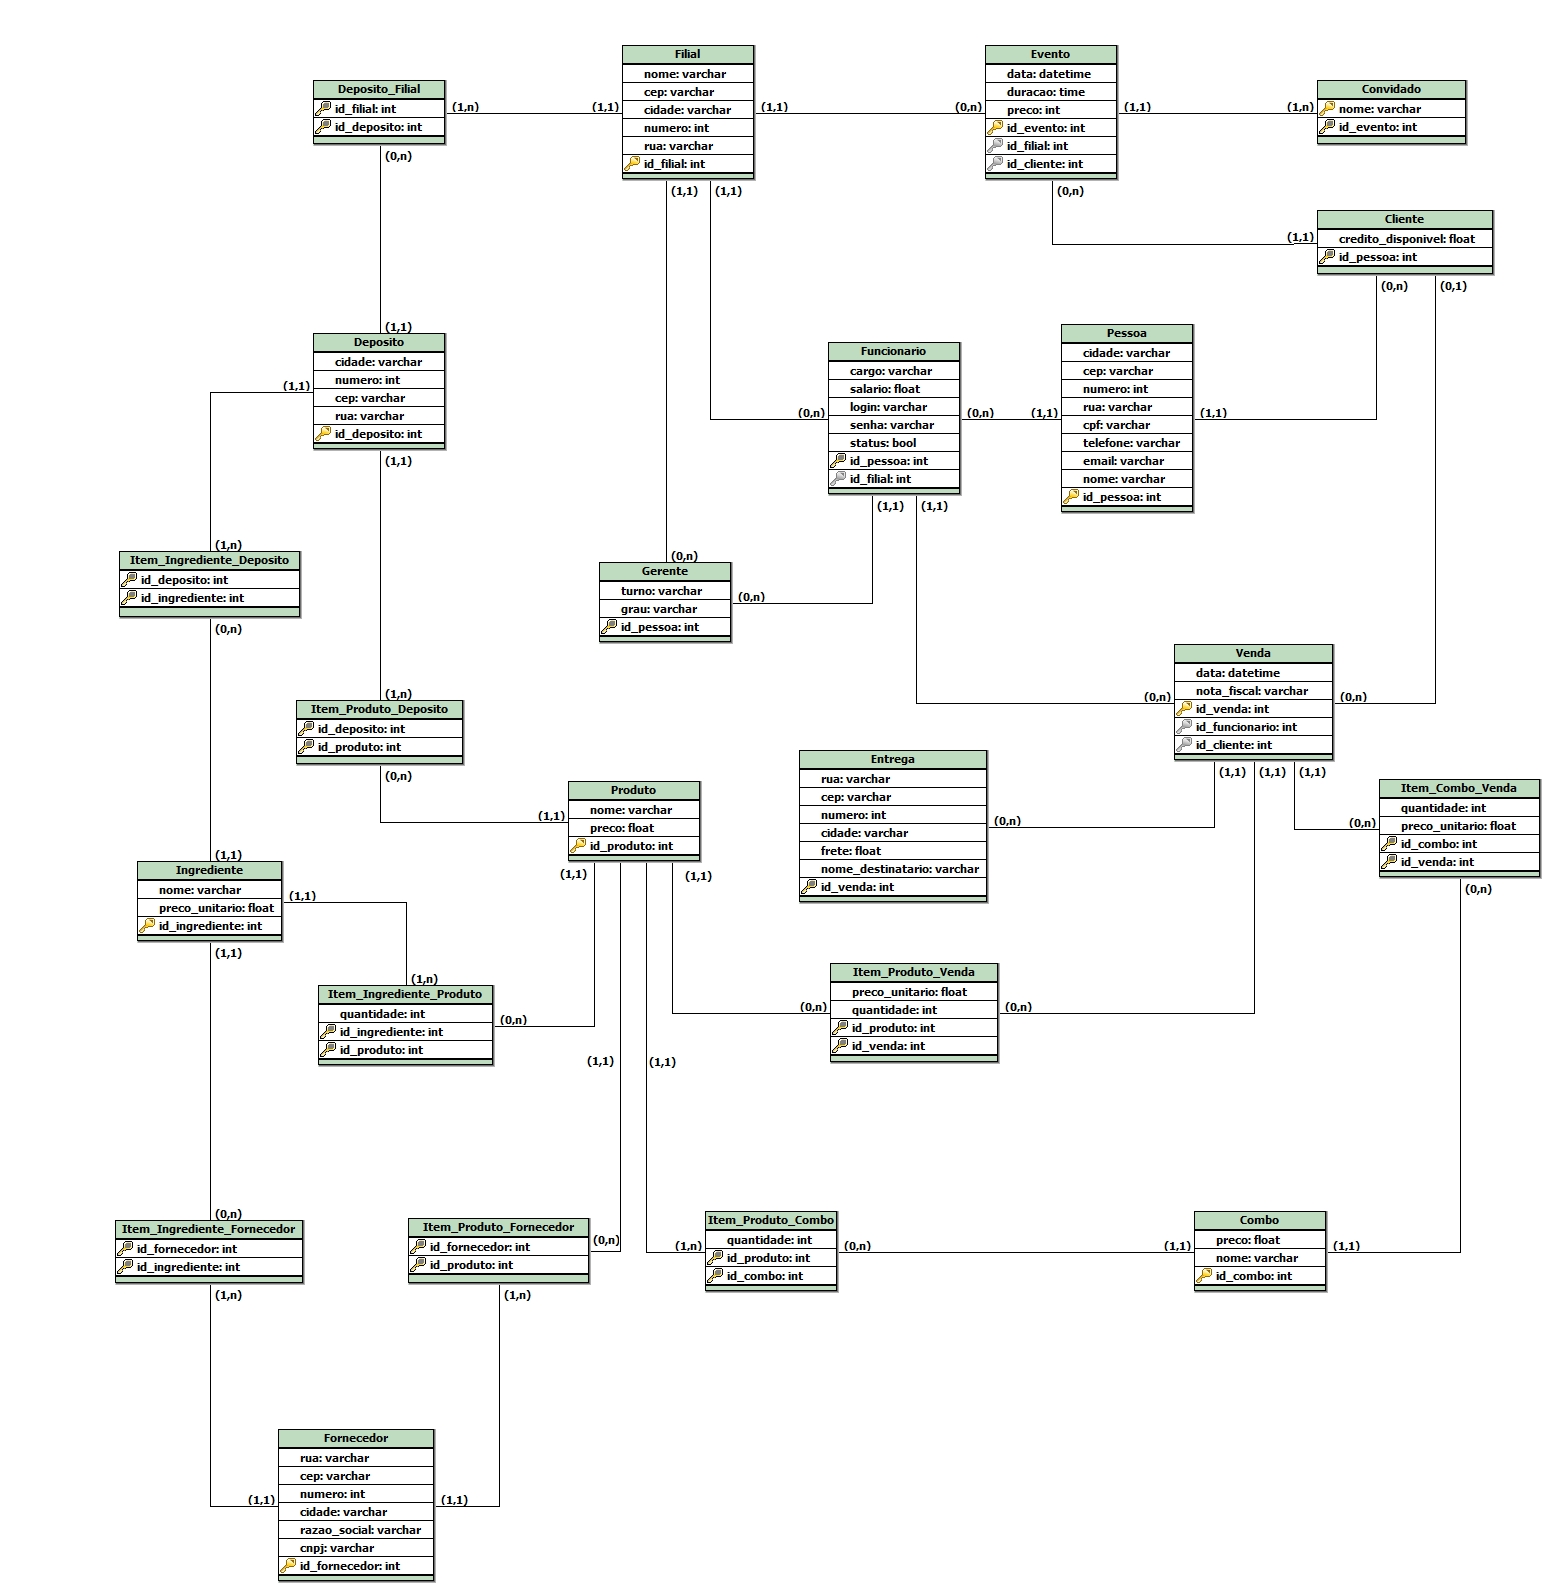 Filial
nome: varchar
cep: varchar
cidade: varchar
numero: int
rua: varchar
id_filial: int
(1,1)
(1,1)
(1,1)
(1,1)
Evento
data: datetime
duracao: time
preco: int
id_evento: int
id_filial: int
id_cliente: int
(0,n)
(1,1)
(0,n)
Deposito_Filial
id_filial: int
id_deposito: int
(1,n)
(0,n)
Convidado
nome: varchar
id_evento: int
(1,n)
Cliente
credito_disponivel: float
id_pessoa: int
(1,1)
(0,n)
(0,1)
Deposito
cidade: varchar
numero: int
cep: varchar
rua: varchar
id_deposito: int
(1,1)
(1,1)
(1,1)
Funcionario
cargo: varchar
salario: float
login: varchar
senha: varchar
status: bool
id_pessoa: int
id_filial: int
(0,n)
(0,n)
(1,1)
(1,1)
Pessoa
cidade: varchar
cep: varchar
numero: int
rua: varchar
cpf: varchar
telefone: varchar
email: varchar
nome: varchar
id_pessoa: int
(1,1)
(1,1)
(1,n)
Item_Ingrediente_Deposito
id_deposito: int
id_ingrediente: int
(0,n)
(0,n)
Gerente
turno: varchar
grau: varchar
id_pessoa: int
(0,n)
Venda
data: datetime
nota_fiscal: varchar
id_venda: int
id_funcionario: int
id_cliente: int
(0,n)
(0,n)
(1,1)
(1,1)
(1,1)
(1,n)
Item_Produto_Deposito
id_deposito: int
id_produto: int
(0,n)
Entrega
rua: varchar
cep: varchar
numero: int
cidade: varchar
frete: float
nome_destinatario: varchar
id_venda: int
(0,n)
Produto
nome: varchar
preco: float
id_produto: int
(1,1)
(1,1)
(1,1)
(1,1)
(1,1)
Item_Combo_Venda
quantidade: int
preco_unitario: float
id_combo: int
id_venda: int
(0,n)
(0,n)
(1,1)
Ingrediente
nome: varchar
preco_unitario: float
id_ingrediente: int
(1,1)
(1,1)
(1,n)
Item_Ingrediente_Produto
quantidade: int
id_ingrediente: int
id_produto: int
(0,n)
Item_Produto_Venda
preco_unitario: float
quantidade: int
id_produto: int
id_venda: int
(0,n)
(0,n)
(0,n)
Item_Ingrediente_Fornecedor
id_fornecedor: int
id_ingrediente: int
(1,n)
Item_Produto_Fornecedor
id_fornecedor: int
id_produto: int
(0,n)
(1,n)
Item_Produto_Combo
quantidade: int
id_produto: int
id_combo: int
(1,n)
(0,n)
Combo
preco: float
nome: varchar
id_combo: int
(1,1)
(1,1)
Fornecedor
rua: varchar
cep: varchar
numero: int
cidade: varchar
razao_social: varchar
cnpj: varchar
id_fornecedor: int
(1,1)
(1,1)